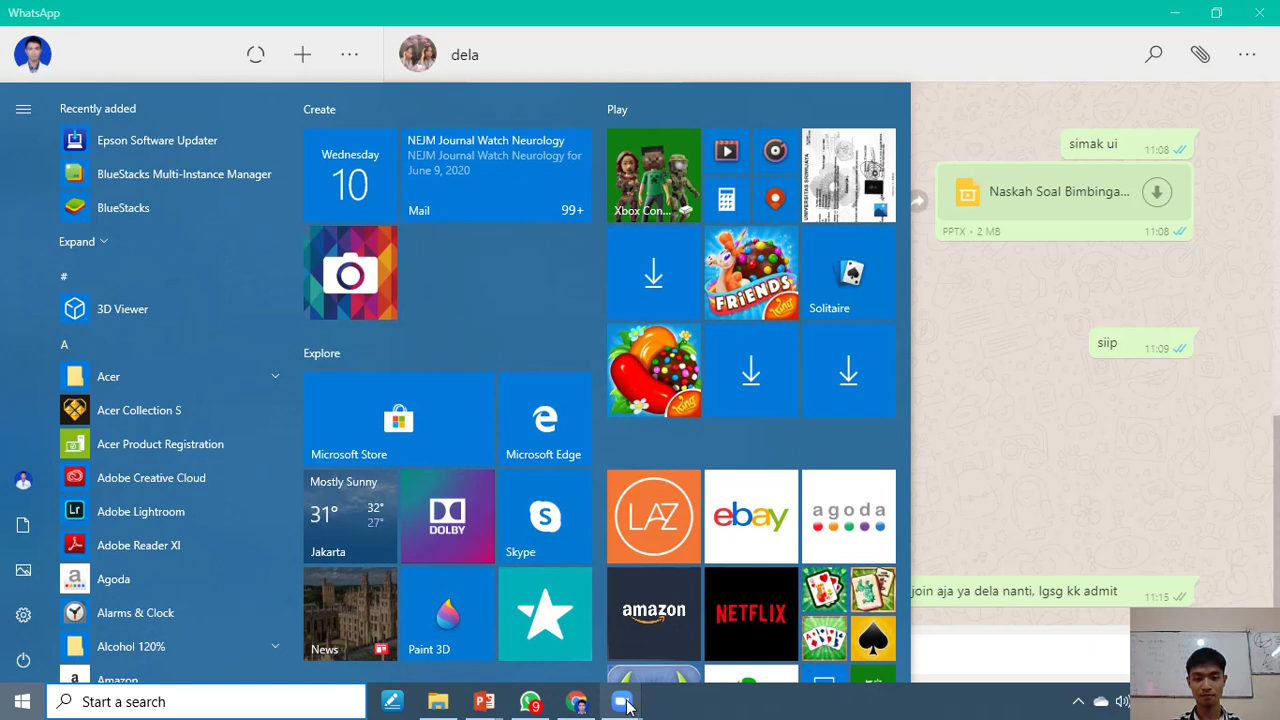 WhatsApp
dela
Recently added
Epson Software Updater
BlueStacks Multi-Instance Manager
BlueStacks
Expand
#
3D Viewer
A
Acer
Acer Collection S
Acer Product Registration
Adobe Creative Cloud
Adobe Lightroom
Adobe Reader XI
Agoda
Alarms & Clock
Alcohol 120%
Amazon
Create
Wednesday
10
NEJM Journal Watch Neurology
NEJM Journal Watch Neurology for
June 9, 2020
Mail 99+
Explore
Microsoft Store
Microsoft Edge
Mostly Sunny
31° 32°
27°
Jakarta
DOLBY
Skype
News
Paint 3D
Play
Xbox Con...
FRIENDS
King
Solitaire
King
LAZ
ebay
agoda
amazon
NETFLIX
simak ui 11:08
Naskah Soal Bimbinga...
PPTX • 2 MB 11:08
siip 11:09
join aja ya dela nanti, lgsg kk admit 11:15
Start a search
9